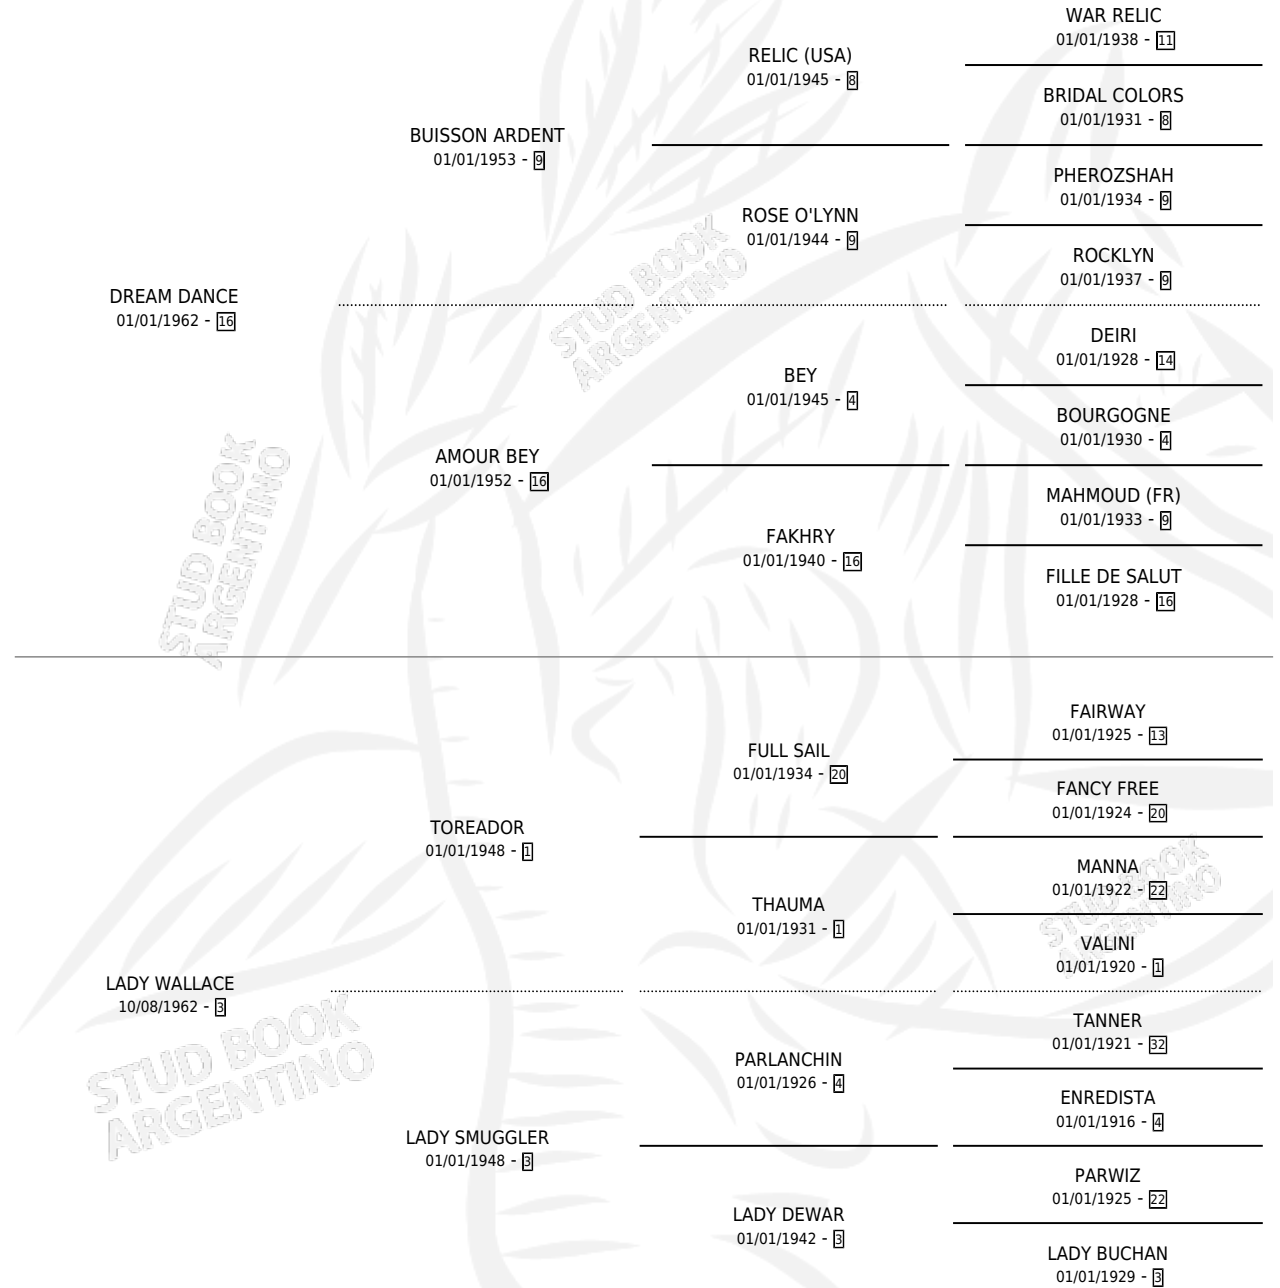 WAR RELIC
01/01/1938 - 11
RELIC (USA)
01/01/1945 - 8
BRIDAL COLORS
01/01/1931 - 8
BUISSON ARDENT
01/01/1953 - 9
PHEROZSHAH
01/01/1934 - 9
ROSE O'LYNN
01/01/1944 - 9
ROCKLYN
01/01/1937 - 9
DREAM DANCE
01/01/1962 - 16
STUD BOOK
ARGENTINO
DEIRI
01/01/1928 - 14
BEY
01/01/1945 - 4
BOURGOGNE
01/01/1930 - 4
AMOUR BEY
01/01/1952 - 16
MAHMOUD (FR)
01/01/1933 - 9
FAKHRY
01/01/1940 - 16
FILLE DE SALUT
01/01/1928 - 16
STUD BOOK
ARGENTINO
FAIRWAY
01/01/1925 - 13
FULL SAIL
01/01/1934 - 20
FANCY FREE
01/01/1924 - 20
TOREADOR
01/01/1948 - 1
MANNA
01/01/1922 - 22
THAUMA
01/01/1931 - 1
VALINI
01/01/1920 - 1
STUD BOOK
ARGENTINO
LADY WALLACE
10/08/1962 - 3
TANNER
01/01/1921 - 32
PARLANCHIN
01/01/1926 - 4
ENREDISTA
01/01/1916 - 4
STUD BOOK
ARGENTINO
LADY SMUGGLER
01/01/1948 - 3
PARWIZ
01/01/1925 - 22
LADY DEWAR
01/01/1942 - 3
LADY BUCHAN
01/01/1929 - 3